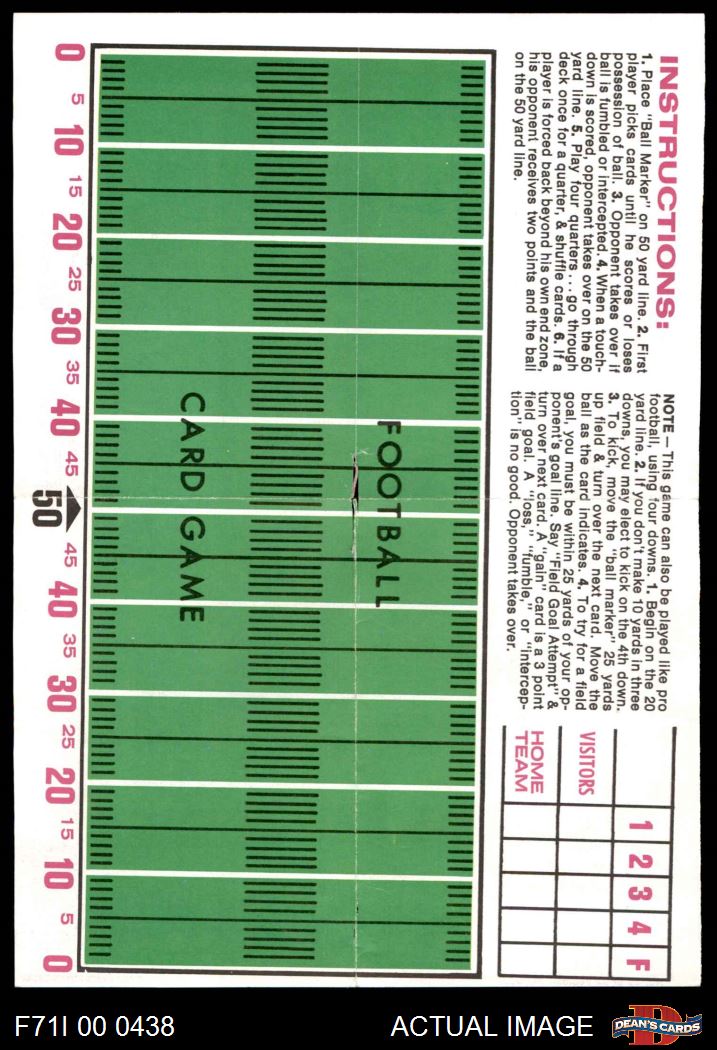 INSTRUCTIONS:
1. Place "Ball Marker" on 50 yard line. 2. First
player picks cards until he scores or loses
possession of ball. 3. Opponent takes over if
ball is fumbled or intercepted. 4. When a touch-
down is scored, opponent takes over on the 50
yard line. 5. Play four quarters...go through
deck once for a quarter, & shuffle cards. 6. If a
player is forced back beyond his own end zone,
his opponent receives two points and the ball
on the 50 yard line.
NOTE — This game can also be played like pro
football, using four downs. 1. Begin on the 20
yard line. 2. If you don't make 10 yards in three
downs, you may elect to kick on the 4th down.
3. To kick, move the "ball marker" 25 yards
up field & turn over the next card. Move the
ball as the card indicates. 4. To try for a field
goal, you must be within 25 yards of your op-
ponent's goal line. Say "Field Goal Attempt" &
turn over next card. A "gain" card is a 3 point
field goal. A "loss," "fumble," or "intercep-
tion" is no good. Opponent takes over.
1 2 3 4 F
VISITORS
HOME
TEAM
FOOTBALL
CARD GAME
0 5 10 15 20 25 30 35 40 45 50 45 40 35 30 25 20 15 10 5 0
F71I 00 0438
ACTUAL IMAGE
D
DEAN'S CARDS